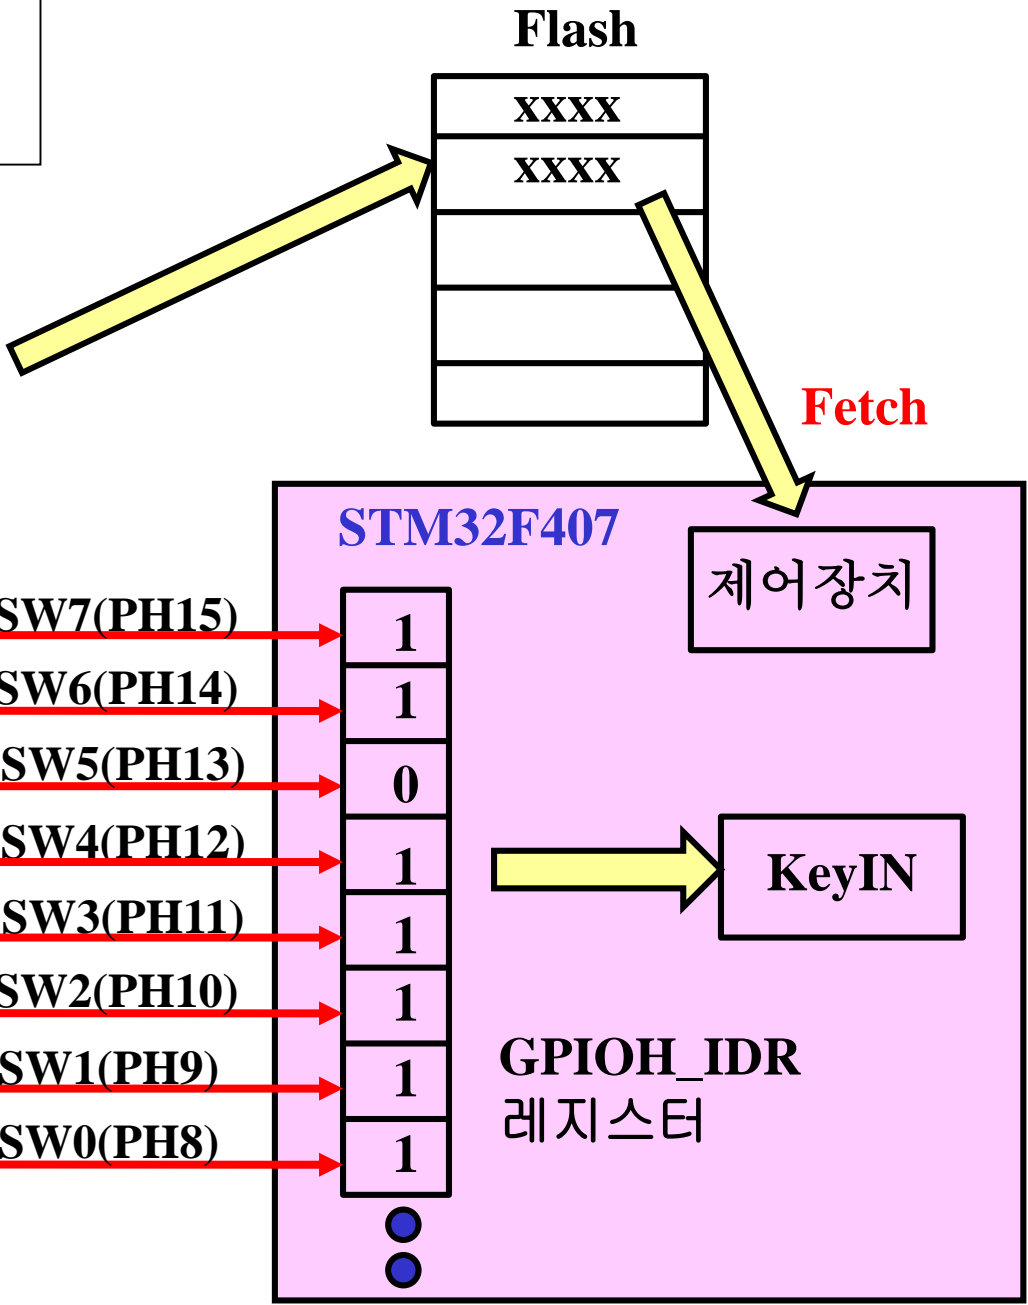 Flash
xxxx
xxxx
Fetch
STM32F407
제어장치
SW7(PH15)
1
SW6(PH14)
1
SW5(PH13)
0
SW4(PH12)
1
KeyIN
SW3(PH11)
1
SW2(PH10)
1
GPIOH_IDR
레지스터
SW1(PH9)
1
SW0(PH8)
1